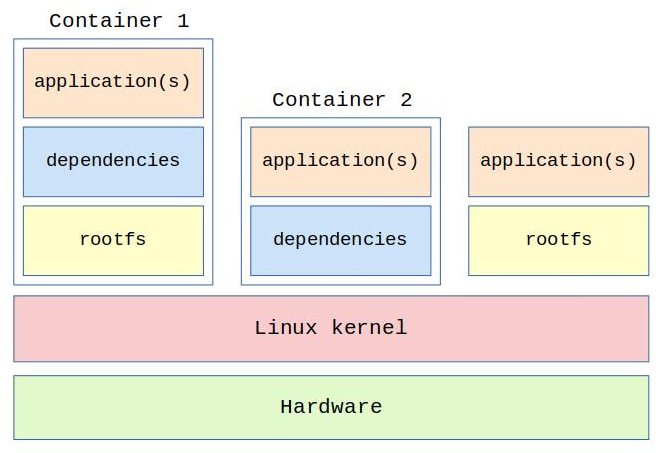 Container 1
application(s)
dependencies
rootfs
Container 2
application(s)
dependencies
application(s)
rootfs
Linux kernel
Hardware